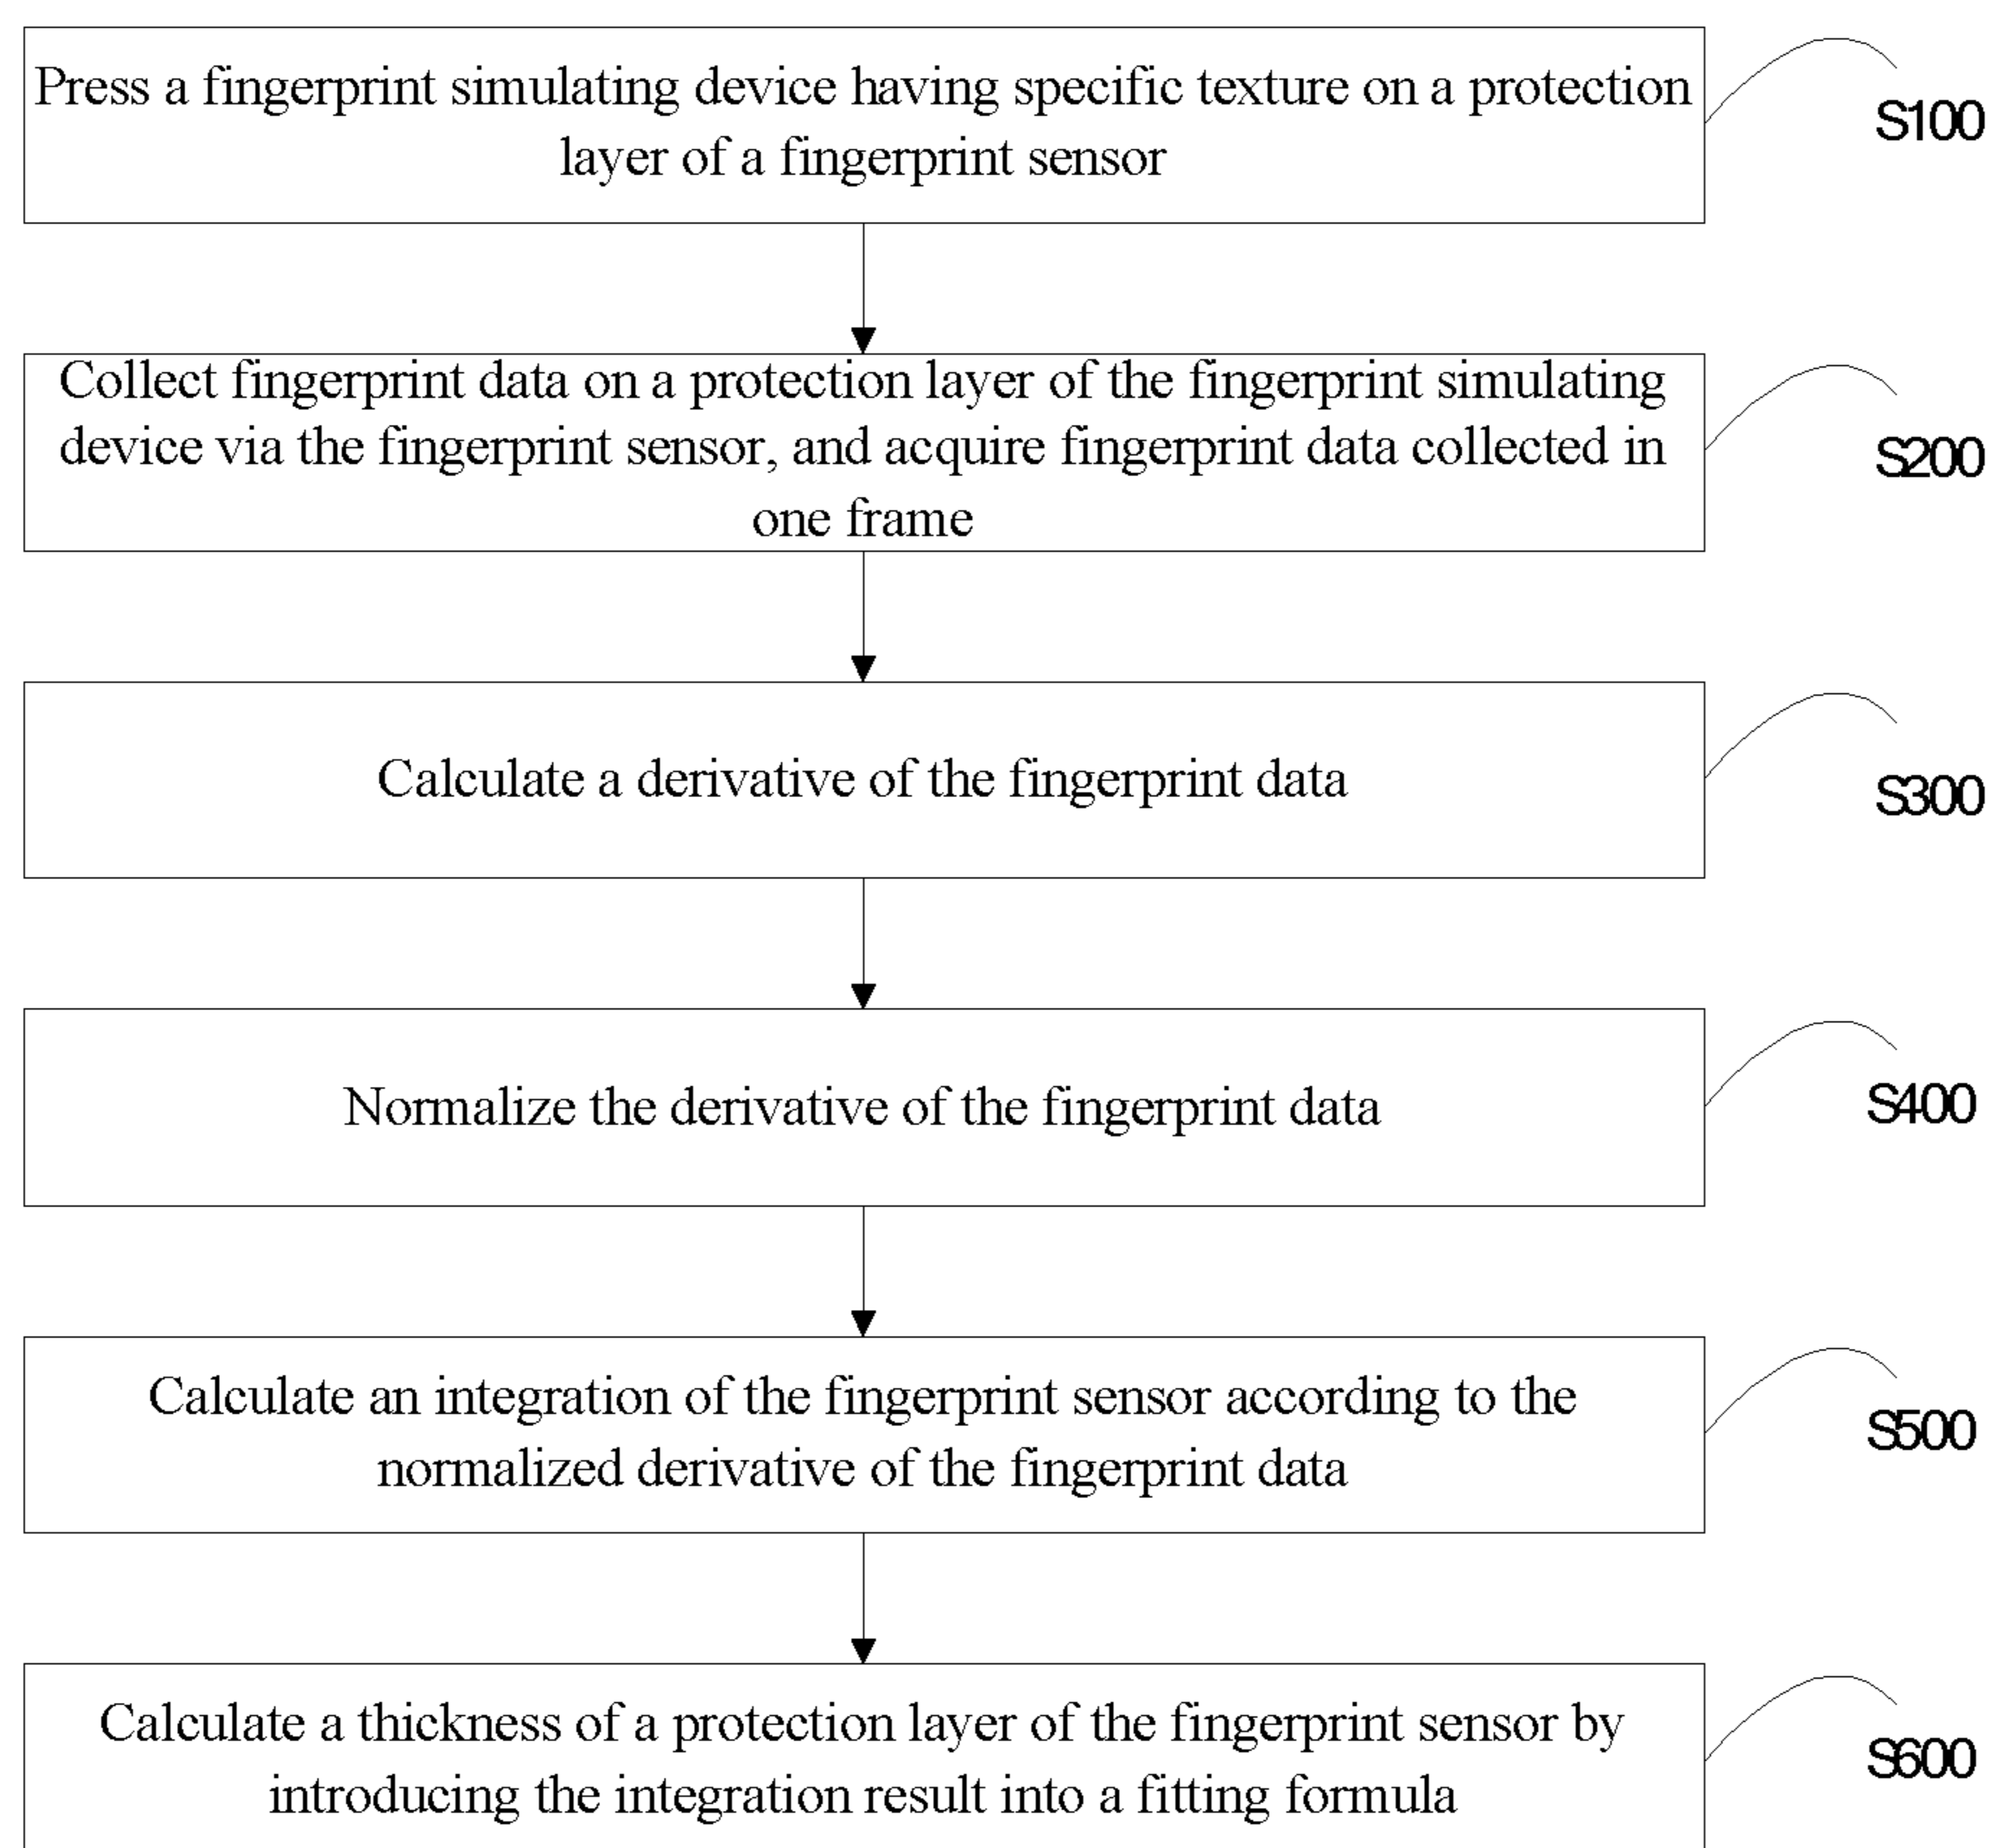 Press a fingerprint simulating device having specific texture on a protection
layer of a fingerprint sensor
S100
Collect fingerprint data on a protection layer of the fingerprint simulating
device via the fingerprint sensor, and acquire fingerprint data collected in
one frame
S200
Calculate a derivative of the fingerprint data
S300
Normalize the derivative of the fingerprint data
S400
Calculate an integration of the fingerprint sensor according to the
normalized derivative of the fingerprint data
S500
Calculate a thickness of a protection layer of the fingerprint sensor by
introducing the integration result into a fitting formula
S600